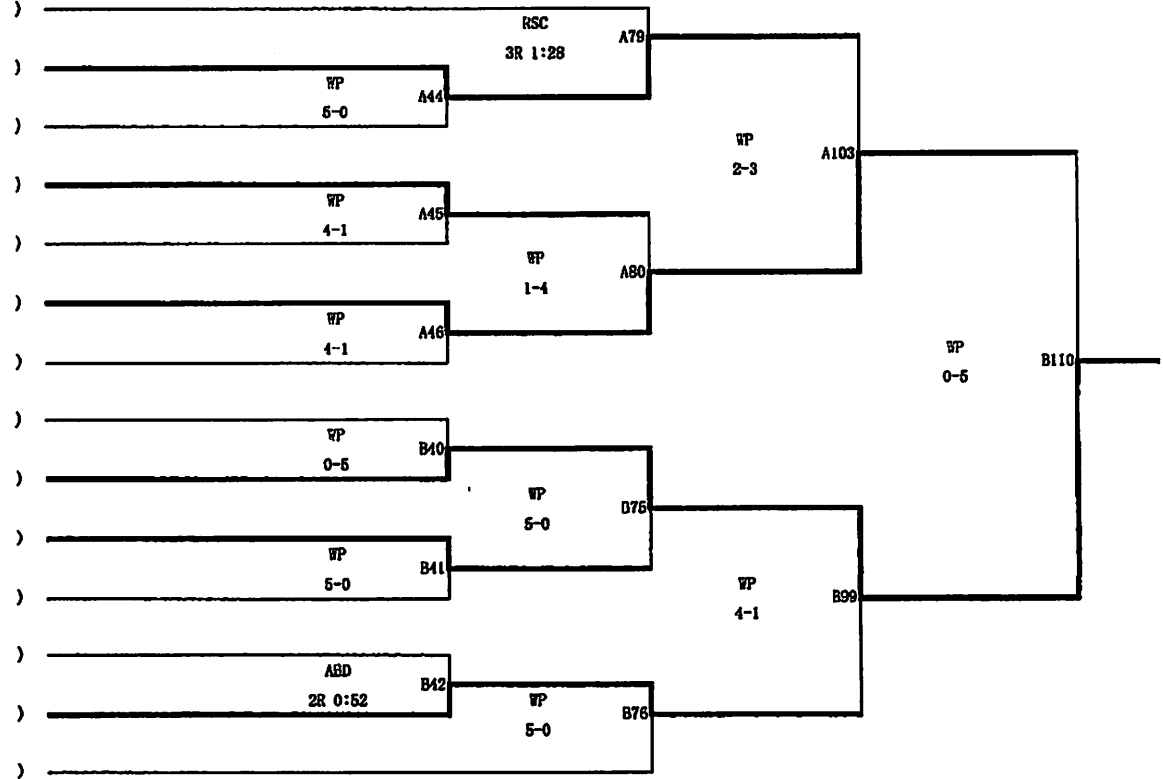 )
RSC
A79
3R 1:28
)
WP
A44
5-0
)
WP
A103
2-3
)
WP
A45
4-1
)
WP
A80
1-4
)
WP
A46
4-1
)
WP
B110
0-5
)
WP
B40
0-5
)
WP
B75
5-0
)
WP
B41
5-0
)
WP
B99
4-1
)
ABD
B42
2R 0:52
WP
)
B76
5-0
)